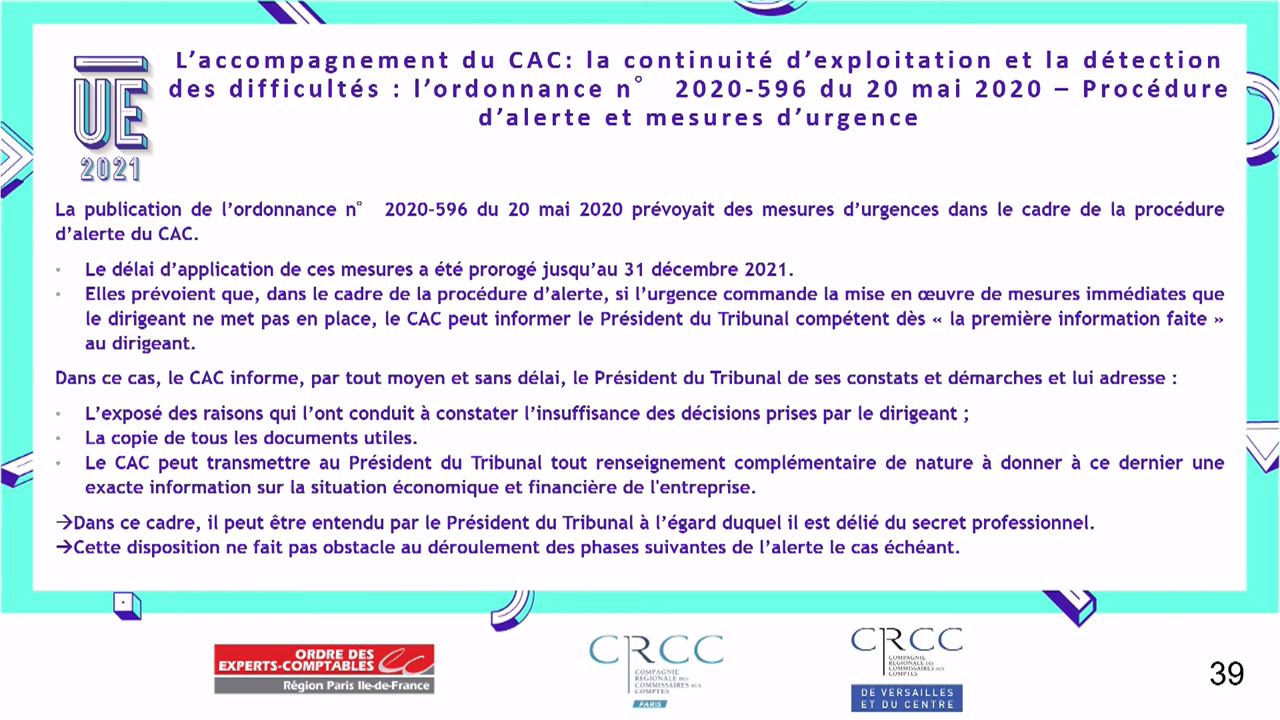 L’accompagnement du CAC: la continuité d’exploitation et la détection
des difficultés : l’ordonnance n° 2020-596 du 20 mai 2020 – Procédure
d’alerte et mesures d’urgence
UE
2021
La publication de l’ordonnance n° 2020-596 du 20 mai 2020 prévoyait des mesures d’urgences dans le cadre de la procédure
d’alerte du CAC.
• Le délai d’application de ces mesures a été prorogé jusqu’au 31 décembre 2021.
• Elles prévoient que, dans le cadre de la procédure d’alerte, si l’urgence commande la mise en œuvre de mesures immédiates que
le dirigeant ne met pas en place, le CAC peut informer le Président du Tribunal compétent dès « la première information faite »
au dirigeant.
Dans ce cas, le CAC informe, par tout moyen et sans délai, le Président du Tribunal de ses constats et démarches et lui adresse :
• L’exposé des raisons qui l’ont conduit à constater l’insuffisance des décisions prises par le dirigeant ;
• La copie de tous les documents utiles.
• Le CAC peut transmettre au Président du Tribunal tout renseignement complémentaire de nature à donner à ce dernier une
exacte information sur la situation économique et financière de l'entreprise.
→Dans ce cadre, il peut être entendu par le Président du Tribunal à l’égard duquel il est délié du secret professionnel.
→Cette disposition ne fait pas obstacle au déroulement des phases suivantes de l’alerte le cas échéant.
ORDRE DES
EXPERTS-COMPTABLES
Région Paris Ile-de-France
CRCC
COMPAGNIE
RÉGIONALE DES
COMMISSAIRES AUX
COMPTES
PARIS
CRCC
COMPAGNIE
RÉGIONALE DES
COMMISSAIRES AUX
COMPTES
DE VERSAILLES
ET DU CENTRE
39